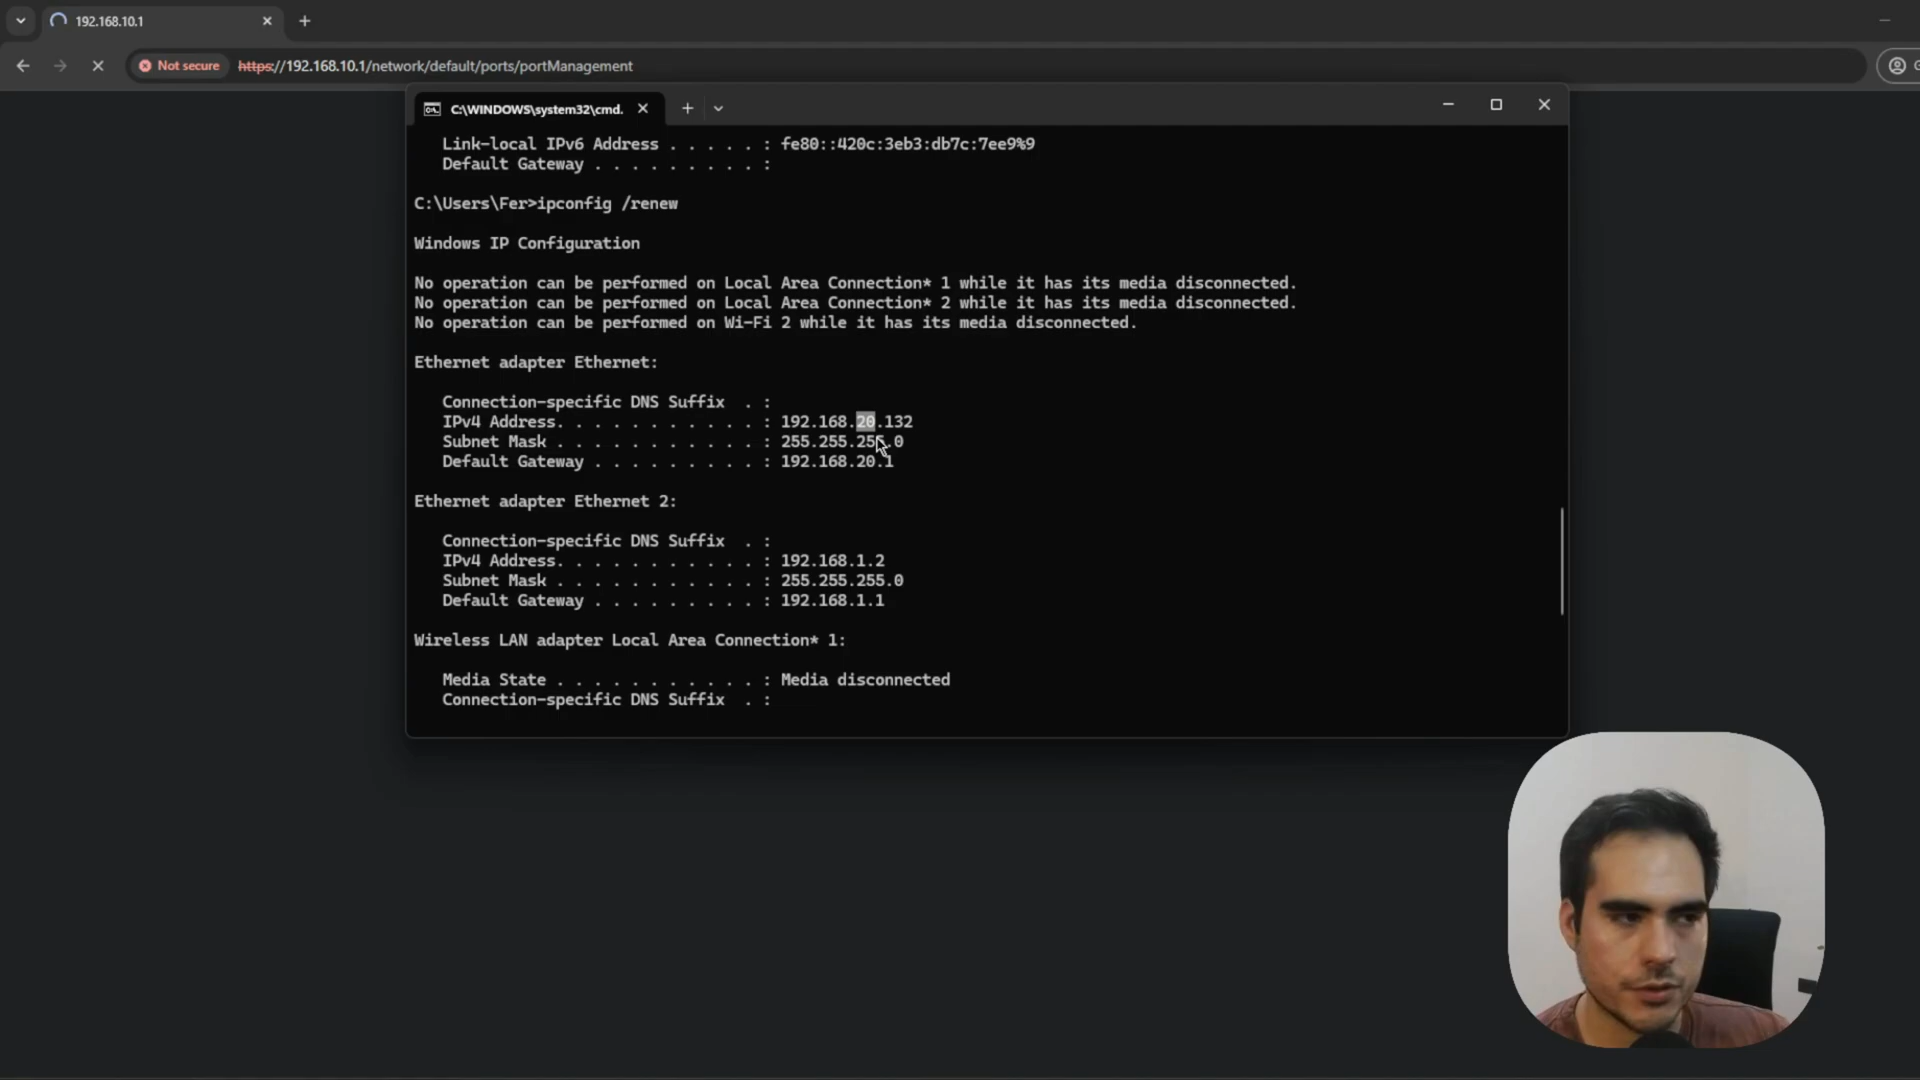 192.168.10.1
Not secure https://192.168.10.1/network/default/ports/portManagement
C:\WINDOWS\system32\cmd.
Link-local IPv6 Address . . . . . : fe80::420c:3eb3:db7c:7ee9%9
Default Gateway . . . . . . . . . :
C:\Users\Fer>ipconfig /renew
Windows IP Configuration
No operation can be performed on Local Area Connection* 1 while it has its media disconnected.
No operation can be performed on Local Area Connection* 2 while it has its media disconnected.
No operation can be performed on Wi-Fi 2 while it has its media disconnected.
Ethernet adapter Ethernet:
Connection-specific DNS Suffix . :
IPv4 Address. . . . . . . . . . . : 192.168.20.132
Subnet Mask . . . . . . . . . . . : 255.255.255.0
Default Gateway . . . . . . . . . : 192.168.20.1
Ethernet adapter Ethernet 2:
Connection-specific DNS Suffix . :
IPv4 Address. . . . . . . . . . . : 192.168.1.2
Subnet Mask . . . . . . . . . . . : 255.255.255.0
Default Gateway . . . . . . . . . : 192.168.1.1
Wireless LAN adapter Local Area Connection* 1:
Media State . . . . . . . . . . . : Media disconnected
Connection-specific DNS Suffix . :